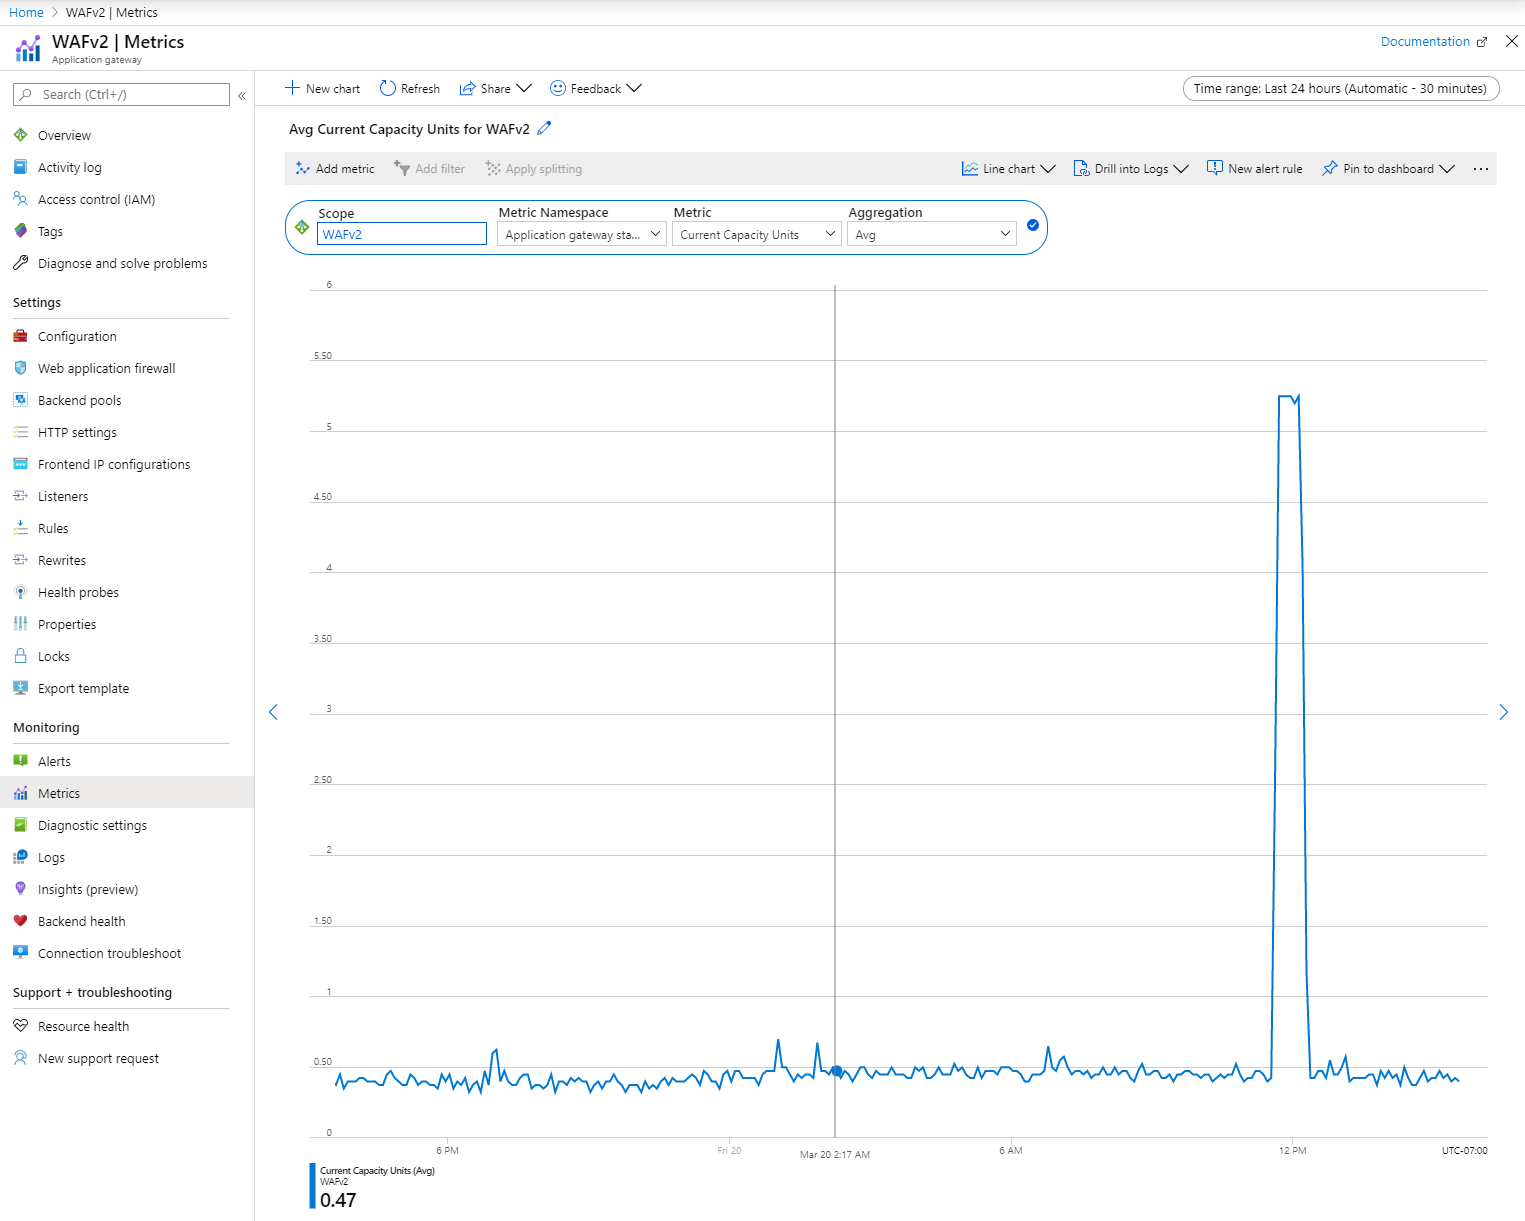 Home > WAFv2 | Metrics
WAFv2 | Metrics
Application gateway
Documentation
Search (Ctrl+/)
«
Overview
Activity log
Access control (IAM)
Tags
Diagnose and solve problems
Settings
Configuration
Web application firewall
Backend pools
HTTP settings
Frontend IP configurations
Listeners
Rules
Rewrites
Health probes
Properties
Locks
Export template
Monitoring
Alerts
Metrics
Diagnostic settings
Logs
Insights (preview)
Backend health
Connection troubleshoot
Support + troubleshooting
Resource health
New support request
New chart Refresh Share Feedback
Time range: Last 24 hours (Automatic - 30 minutes)
Avg Current Capacity Units for WAFv2
Add metric Add filter Apply splitting Line chart Drill into Logs New alert rule Pin to dashboard ...
Scope Metric Namespace Metric Aggregation
WAFv2 Application gateway sta... Current Capacity Units Avg
6
5.50
5
4.50
4
3.50
3
2.50
2
1.50
1
0.50
0
6 PM Fri 20 Mar 20 2:17 AM 6 AM 12 PM UTC-07:00
Current Capacity Units (Avg)
WAFv2
0.47